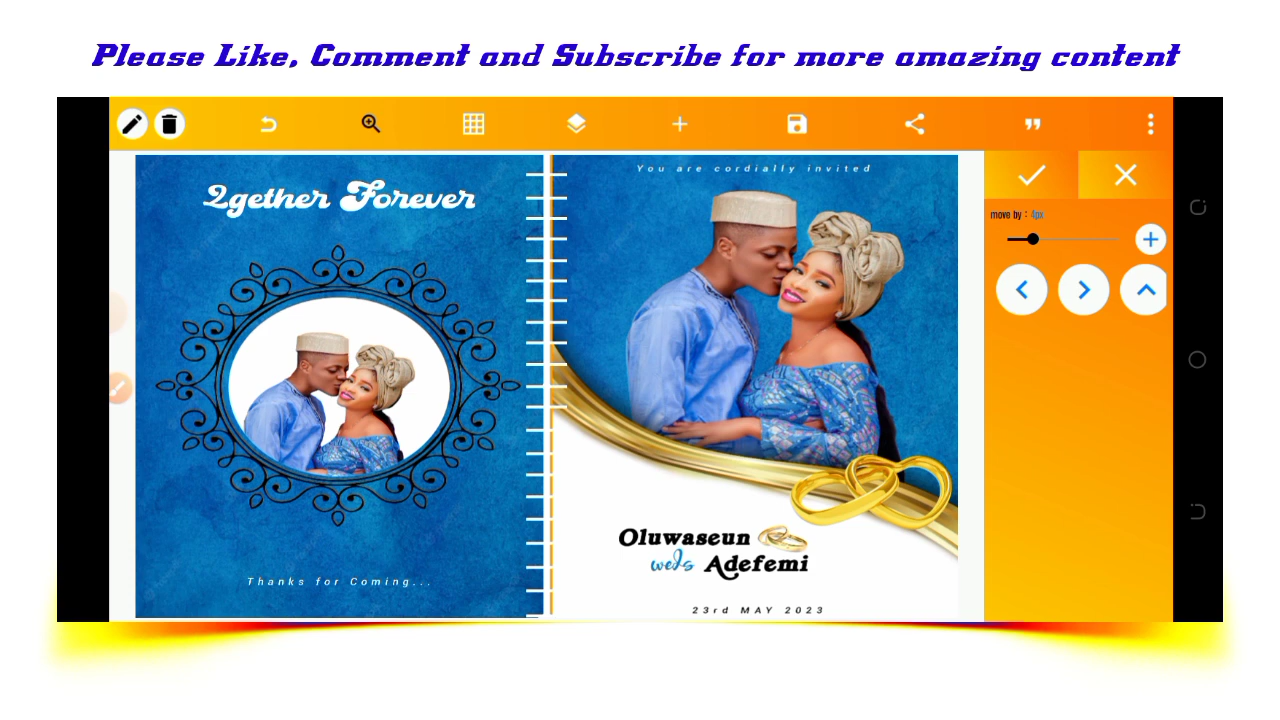 Please Like, Comment and Subscribe for more amazing content
move by : 4px
2gether Forever
Thanks for Coming...
You are cordially invited
Oluwaseun
weds Adefemi
23rd MAY 2023